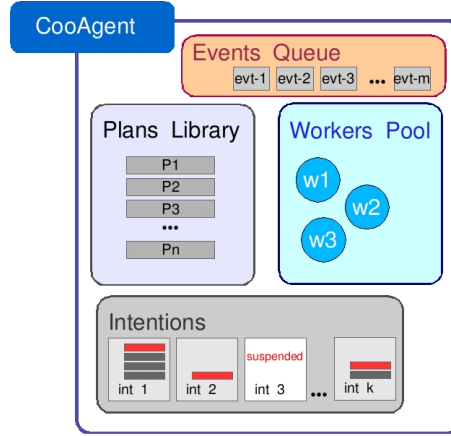 CooAgent
Events Queue
evt-1 evt-2 evt-3 ... evt-m
Plans Library
P1
P2
P3
...
Pn
Workers Pool
w1
w2
w3
Intentions
suspended
int 1 int 2 int 3 ... int k